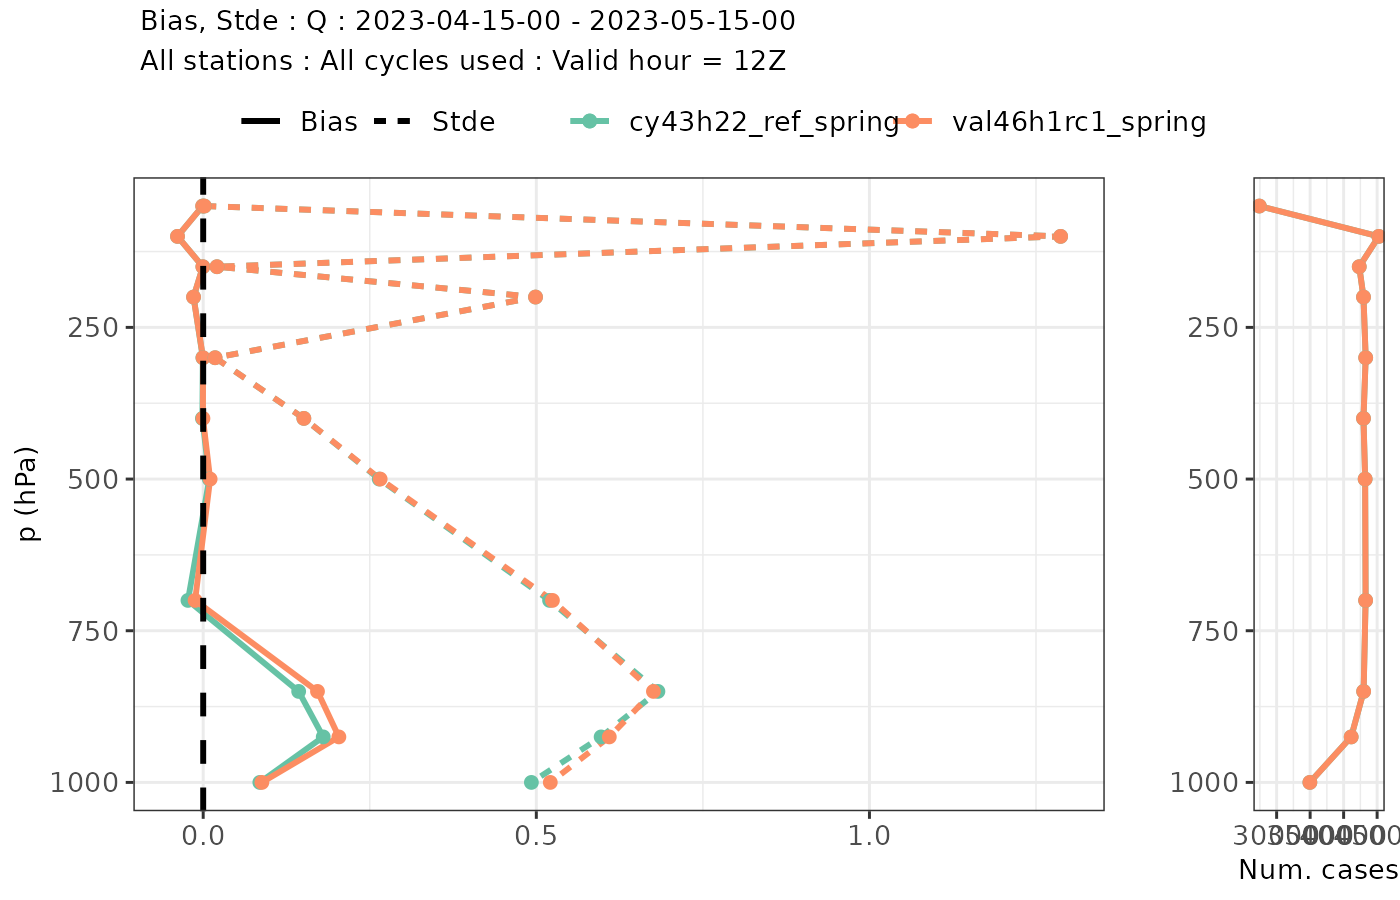 Bias, Stde : Q : 2023-04-15-00 - 2023-05-15-00
All stations : All cycles used : Valid hour = 12Z
Bias Stde cy43h22_ref_spring val46h1rc1_spring
p (hPa)
250
500
750
1000
0.0 0.5 1.0
250
500
750
1000
Num. cases